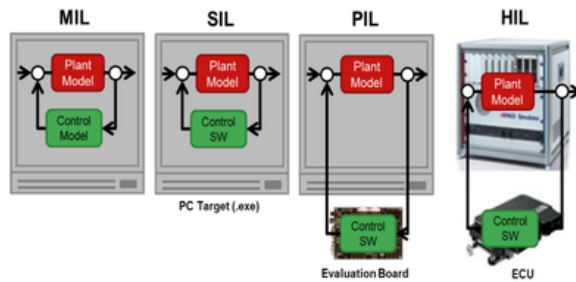 MIL
SIL
PIL
HIL
Plant
Model
Control
Model
Plant
Model
Control
SW
Plant
Model
Control
SW
Plant
Model
Simulator
Control
SW
PC Target (.exe)
Evaluation Board
ECU